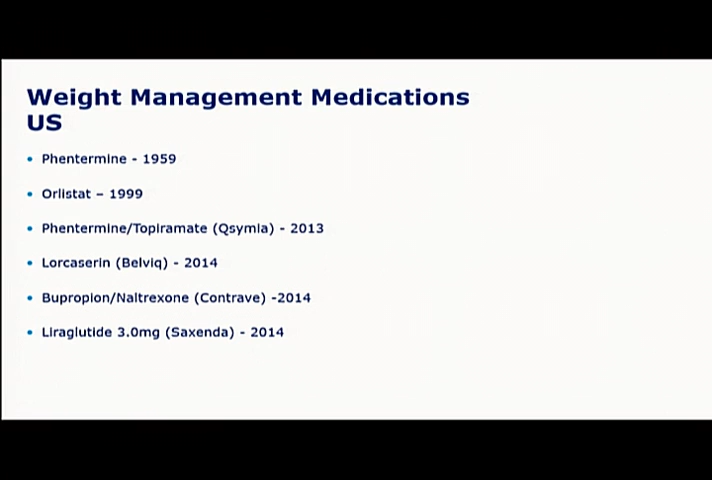 Weight Management Medications
US
• Phentermine - 1959
• Orlistat – 1999
• Phentermine/Topiramate (Qsymia) - 2013
• Lorcaserin (Belviq) - 2014
• Bupropion/Naltrexone (Contrave) -2014
• Liraglutide 3.0mg (Saxenda) - 2014